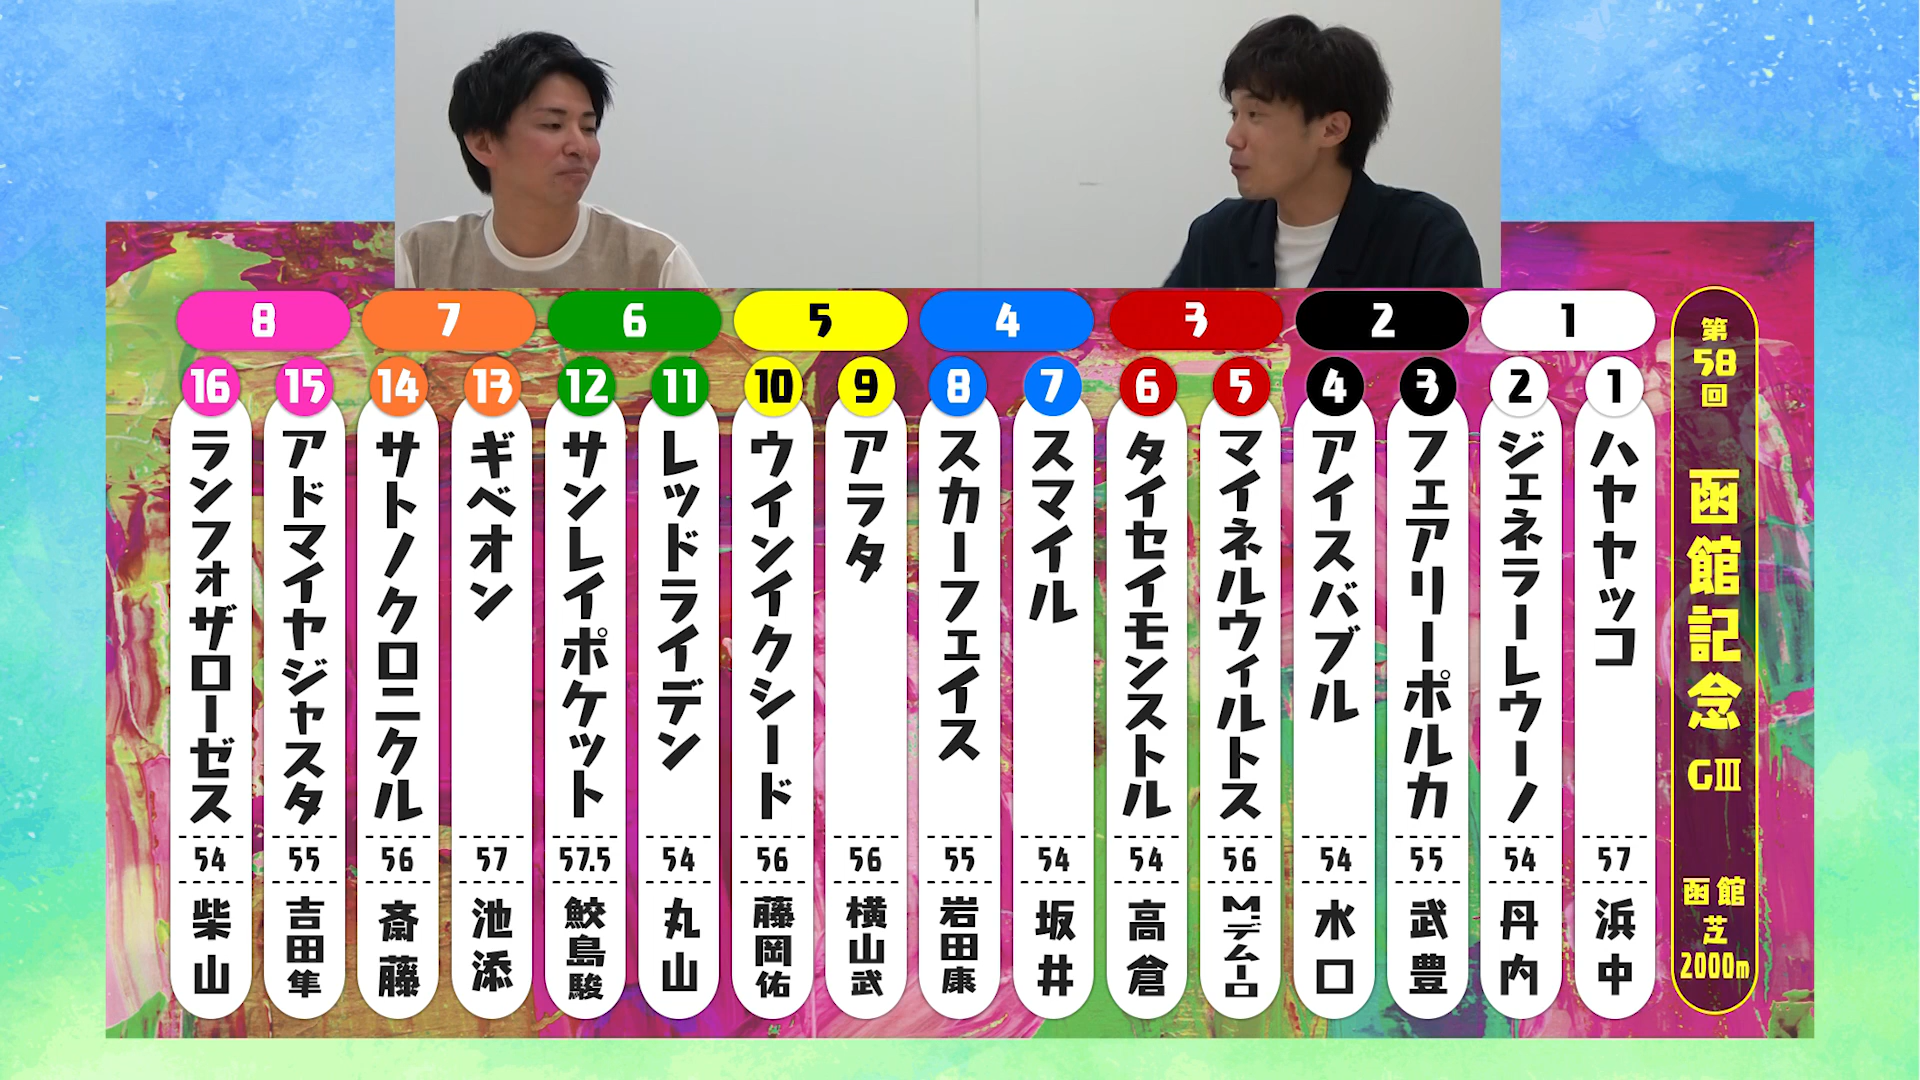 第58回 函館記念 GⅢ 函館 芝 2000m
1 2 3 4 5 6 7 8
1 ハヤヤッコ 57 浜中
2 ジェネラーレウーノ 54 丹内
3 フェアリーポルカ 55 武豊
4 アイスバブル 54 水口
5 マイネルウィルトス 56 M.デムーロ
6 タイセイモンストル 54 高倉
7 スマイル 54 坂井
8 スカーフェイス 55 岩田康
9 アラタ 56 横山武
10 ウインイクシード 56 藤岡佑
11 レッドライデン 54 丸山
12 サンレイポケット 57.5 鮫島駿
13 ギベオン 57 池添
14 サトノクロニクル 56 斎藤
15 アドマイヤジャスタ 55 吉田隼
16 ランフォザローゼス 54 柴山